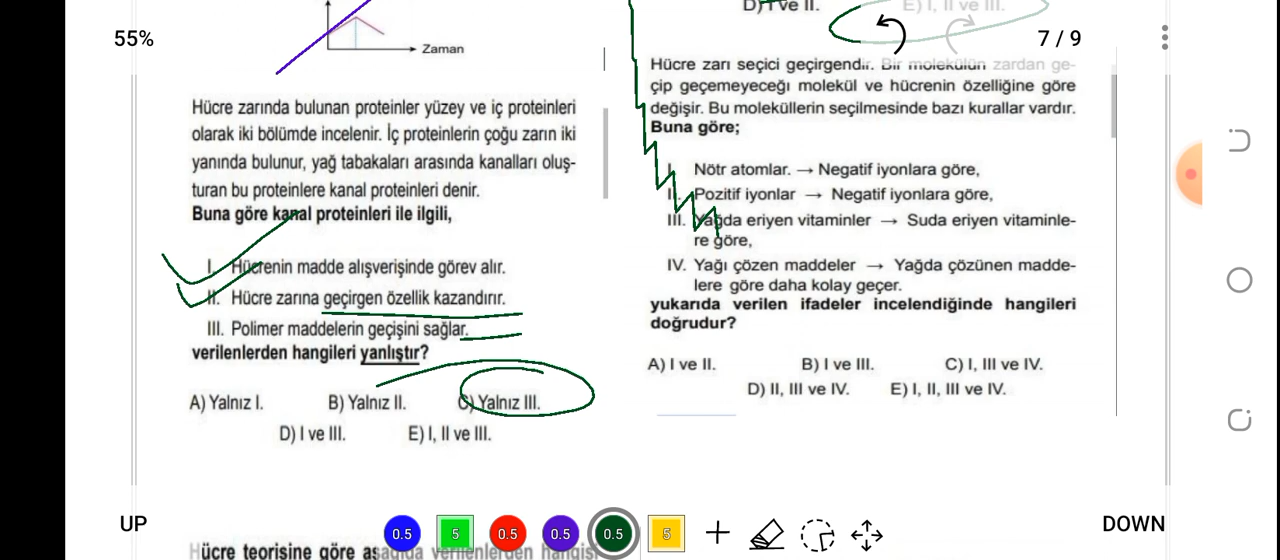 55%
Zaman
Hücre zarında bulunan proteinler yüzey ve iç proteinleri
olarak iki bölümde incelenir. İç proteinlerin çoğu zarın iki
yanında bulunur, yağ tabakaları arasında kanalları oluş-
turan bu proteinlere kanal proteinleri denir.
Buna göre kanal proteinleri ile ilgili,
I. Hücrenin madde alışverişinde görev alır.
II. Hücre zarına geçirgen özellik kazandırır.
III. Polimer maddelerin geçişini sağlar.
verilenlerden hangileri yanlıştır?
A) Yalnız I. B) Yalnız II. C) Yalnız III.
D) I ve III. E) I, II ve III.
UP
Hücre teorisine göre aşağıda verilenlerden hangisi
D) I ve II. E) I, II ve III.
7 / 9
Hücre zarı seçici geçirgendir. Bir molekülün zardan ge-
çip geçemeyeceği molekül ve hücrenin özelliğine göre
değişir. Bu moleküllerin seçilmesinde bazı kurallar vardır.
Buna göre;
I. Nötr atomlar. → Negatif iyonlara göre,
II. Pozitif iyonlar → Negatif iyonlara göre,
III. Yağda eriyen vitaminler → Suda eriyen vitaminle-
re göre,
IV. Yağı çözen maddeler → Yağda çözünen madde-
lere göre daha kolay geçer.
yukarıda verilen ifadeler incelendiğinde hangileri
doğrudur?
A) I ve II. B) I ve III. C) I, III ve IV.
D) II, III ve IV. E) I, II, III ve IV.
0.5 5 0.5 0.5 0.5 5
DOWN